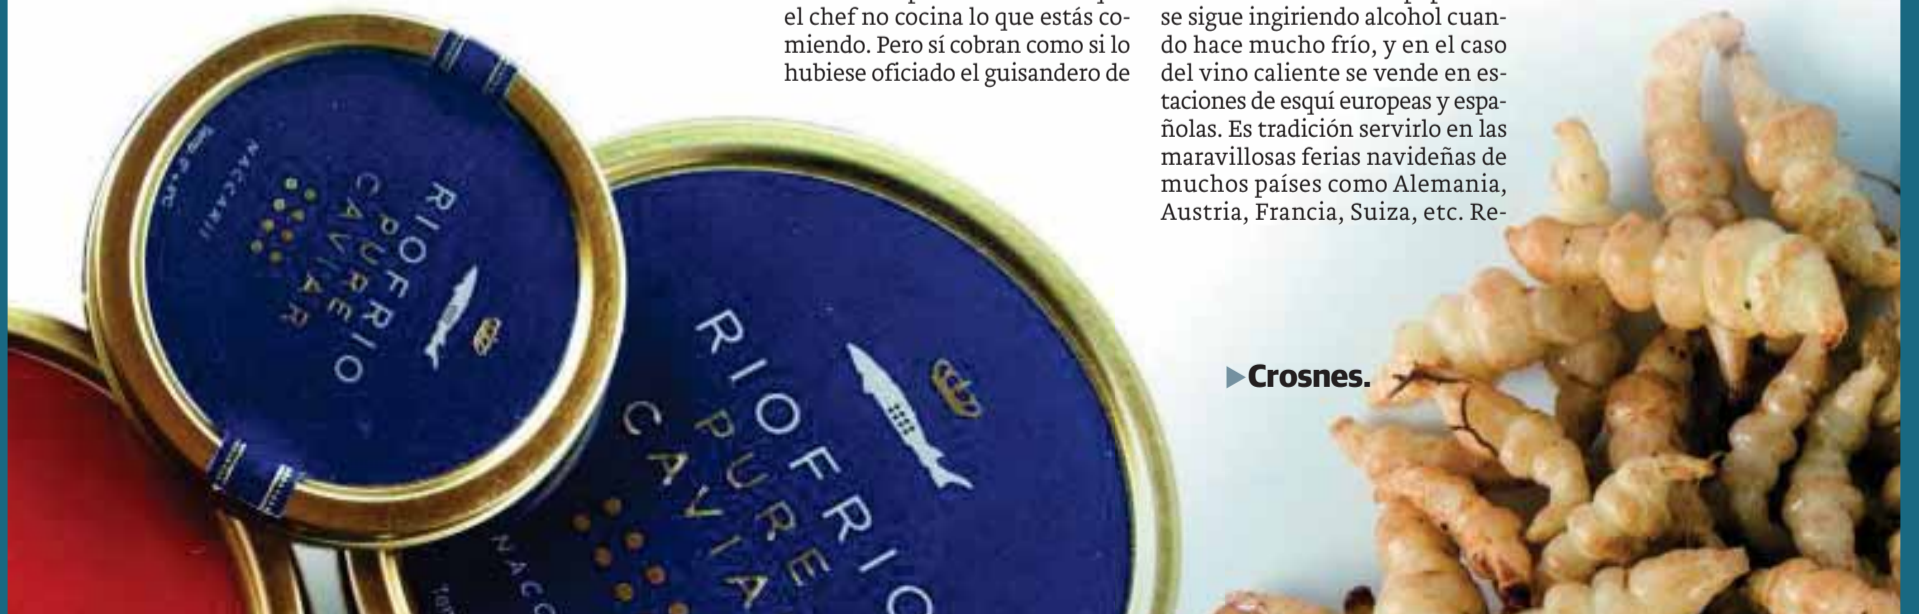 el chef no cocina lo que estás co-
miendo. Pero sí cobran como si lo
hubiese oficiado el guisandero de
se sigue ingiriendo alcohol cuan-
do hace mucho frío, y en el caso
del vino caliente se vende en es-
taciones de esquí europeas y espa-
ñolas. Es tradición servirlo en las
maravillosas ferias navideñas de
muchos países como Alemania,
Austria, Francia, Suiza, etc. Re-
Crosnes.
RIOFRIO
PURE
CAVIAR
NACCARII
RIOFRIO
PURE
CAVIA
NACC